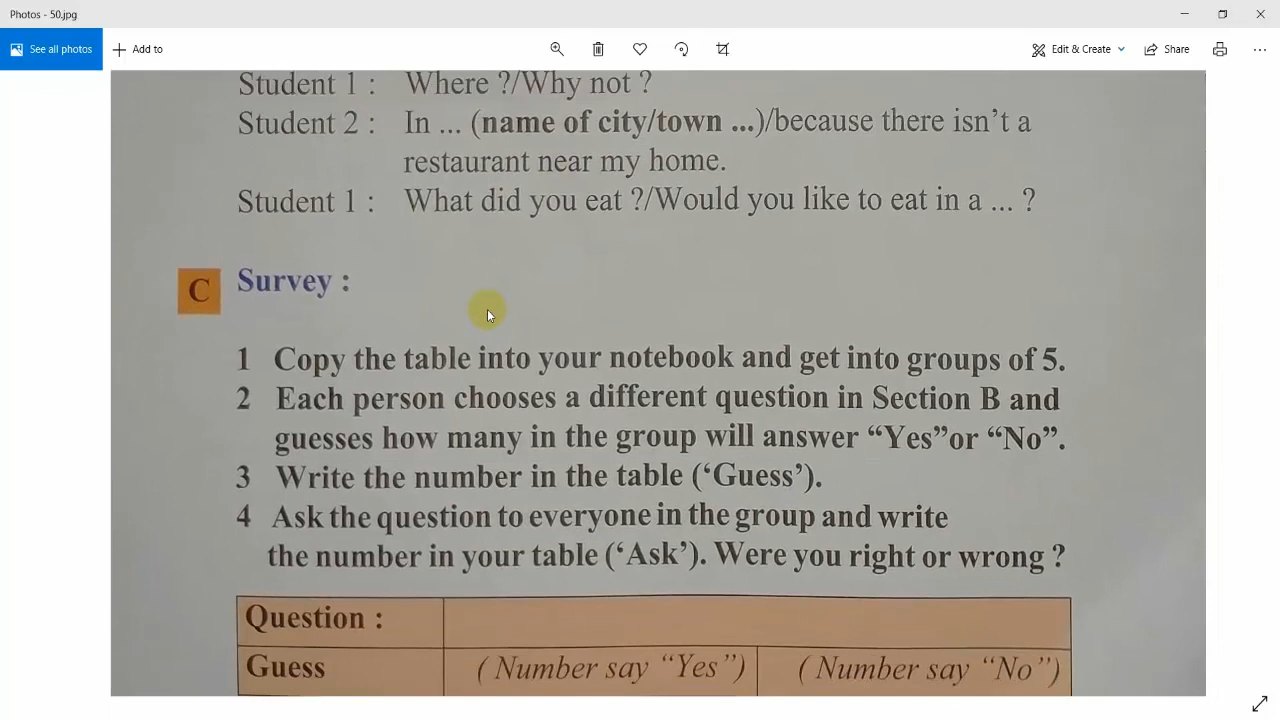 Photos - 50.jpg
See all photos
Add to
Edit & Create
Share
Student 1 : Where ?/Why not ?
Student 2 : In ... (name of city/town ...)/because there isn't a
restaurant near my home.
Student 1 : What did you eat ?/Would you like to eat in a ... ?
C Survey :
1 Copy the table into your notebook and get into groups of 5.
2 Each person chooses a different question in Section B and
guesses how many in the group will answer “Yes”or “No”.
3 Write the number in the table (‘Guess’).
4 Ask the question to everyone in the group and write
the number in your table (‘Ask’). Were you right or wrong ?
Question :
Guess (Number say “Yes”) (Number say “No”)